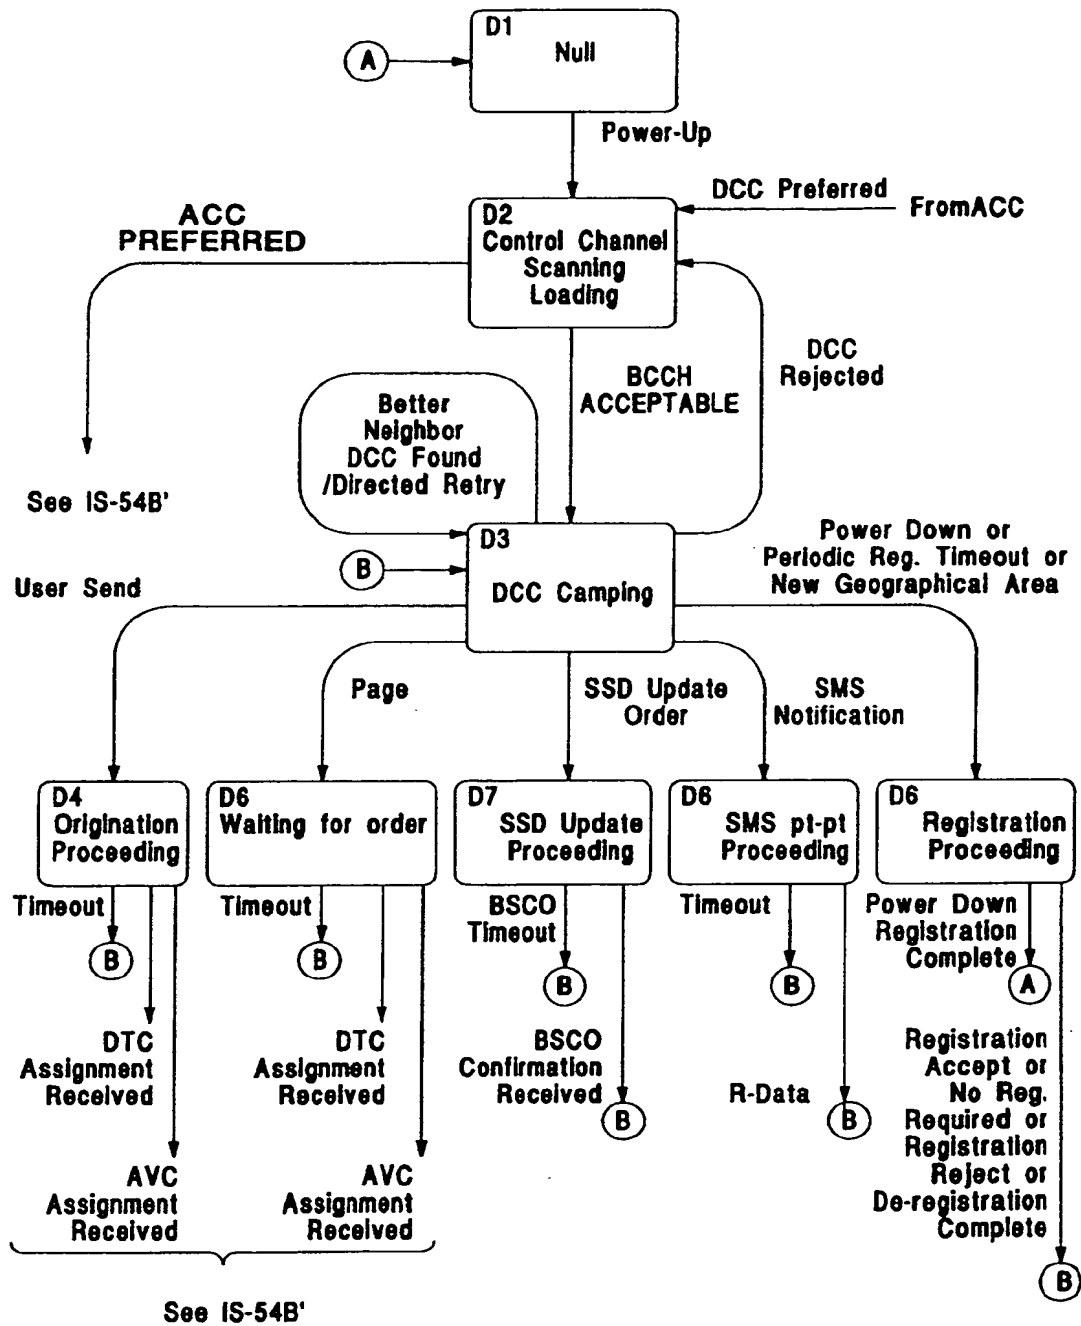 D1
Null
A
Power-Up
DCC Preferred
FromACC
ACC
PREFERRED
D2
Control Channel
Scanning
Loading
DCC
Rejected
BCCH
ACCEPTABLE
Better
Neighbor
DCC Found
/Directed Retry
See IS-54B'
D3
DCC Camping
B
Power Down or
Periodic Reg. Timeout or
New Geographical Area
User Send
Page
SSD Update
Order
SMS
Notification
D4
Origination
Proceeding
D6
Waiting for order
D7
SSD Update
Proceeding
D6
SMS pt-pt
Proceeding
D6
Registration
Proceeding
Timeout
B
Timeout
B
BSCO
Timeout
B
Timeout
B
Power Down
Registration
Complete
A
DTC
Assignment
Received
DTC
Assignment
Received
BSCO
Confirmation
Received
B
R-Data
B
Registration
Accept or
No Reg.
Required or
Registration
Reject or
De-registration
Complete
B
AVC
Assignment
Received
AVC
Assignment
Received
See IS-54B'